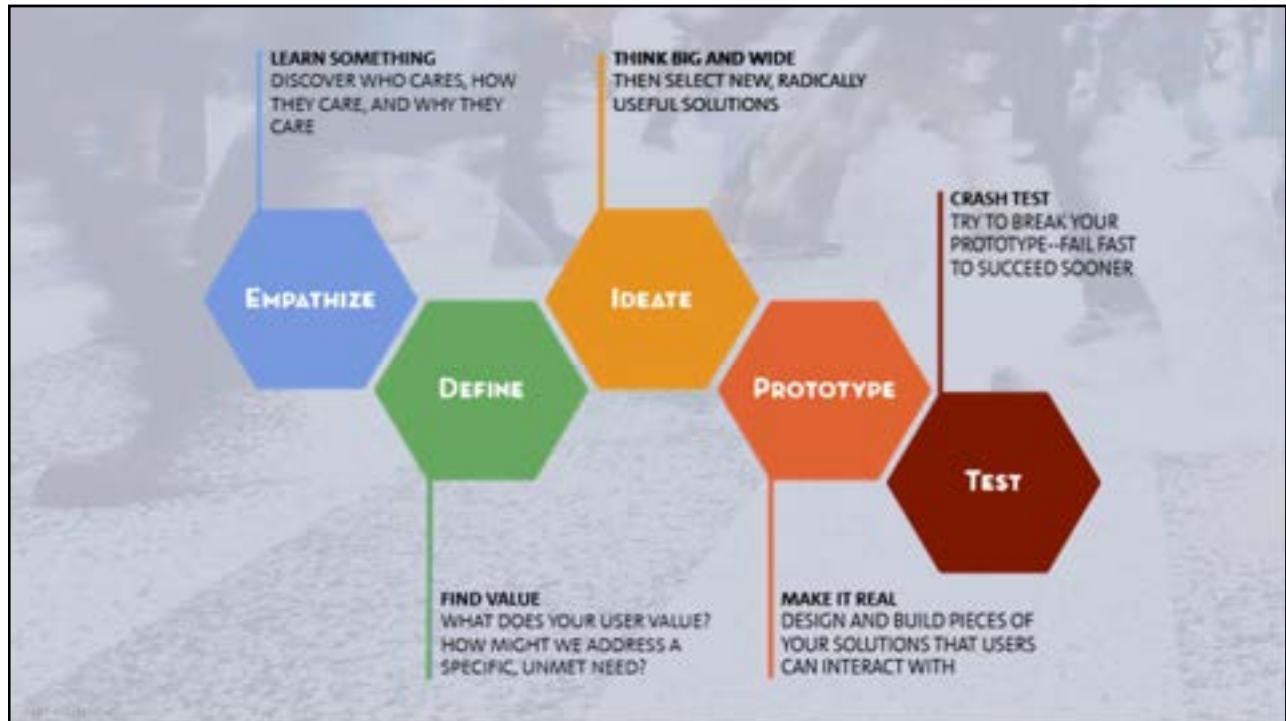 LEARN SOMETHING
DISCOVER WHO CARES, HOW
THEY CARE, AND WHY THEY
CARE
THINK BIG AND WIDE
THEN SELECT NEW, RADICALLY
USEFUL SOLUTIONS
CRASH TEST
TRY TO BREAK YOUR
PROTOTYPE--FAIL FAST
TO SUCCEED SOONER
EMPATHIZE
DEFINE
IDEATE
PROTOTYPE
TEST
FIND VALUE
WHAT DOES YOUR USER VALUE?
HOW MIGHT WE ADDRESS A
SPECIFIC, UNMET NEED?
MAKE IT REAL
DESIGN AND BUILD PIECES OF
YOUR SOLUTIONS THAT USERS
CAN INTERACT WITH